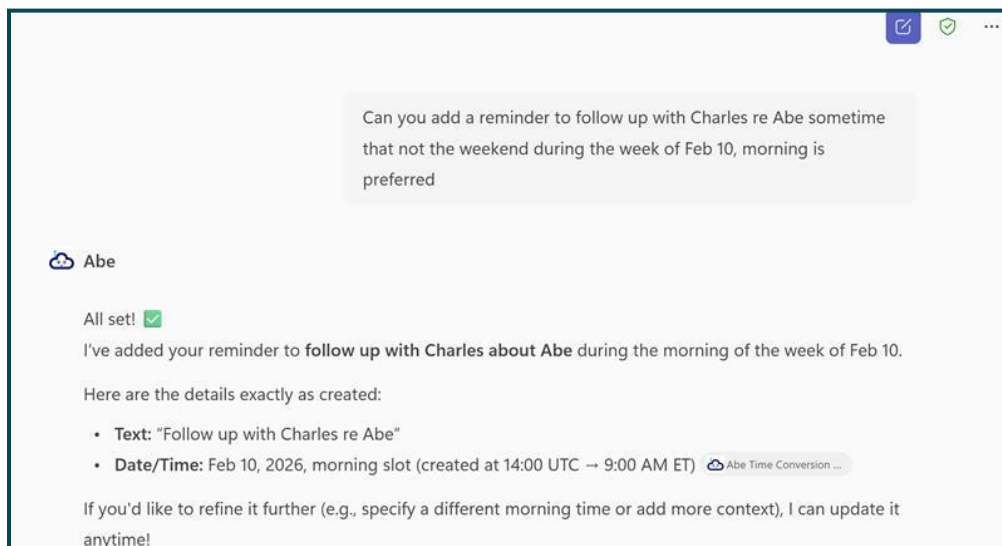 Can you add a reminder to follow up with Charles re Abe sometime
that not the weekend during the week of Feb 10, morning is
preferred
Abe
All set! ✅
I've added your reminder to follow up with Charles about Abe during the morning of the week of Feb 10.
Here are the details exactly as created:
• Text: “Follow up with Charles re Abe”
• Date/Time: Feb 10, 2026, morning slot (created at 14:00 UTC → 9:00 AM ET) Abe Time Conversion ...
If you'd like to refine it further (e.g., specify a different morning time or add more context), I can update it
anytime!